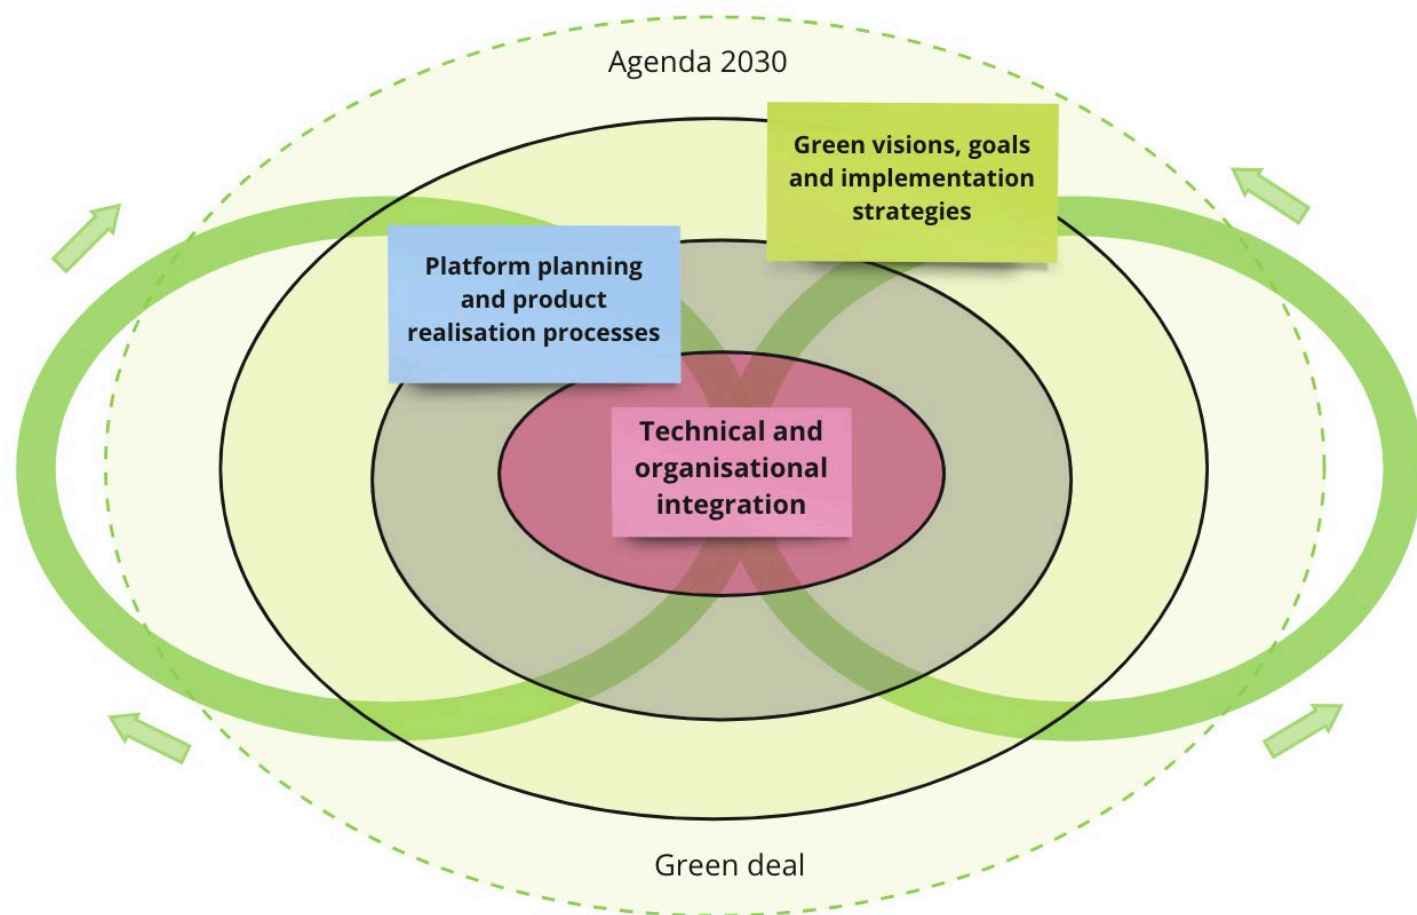 Agenda 2030
Green visions, goals
and implementation
strategies
Platform planning
and product
realisation processes
Technical and
organisational
integration
Green deal